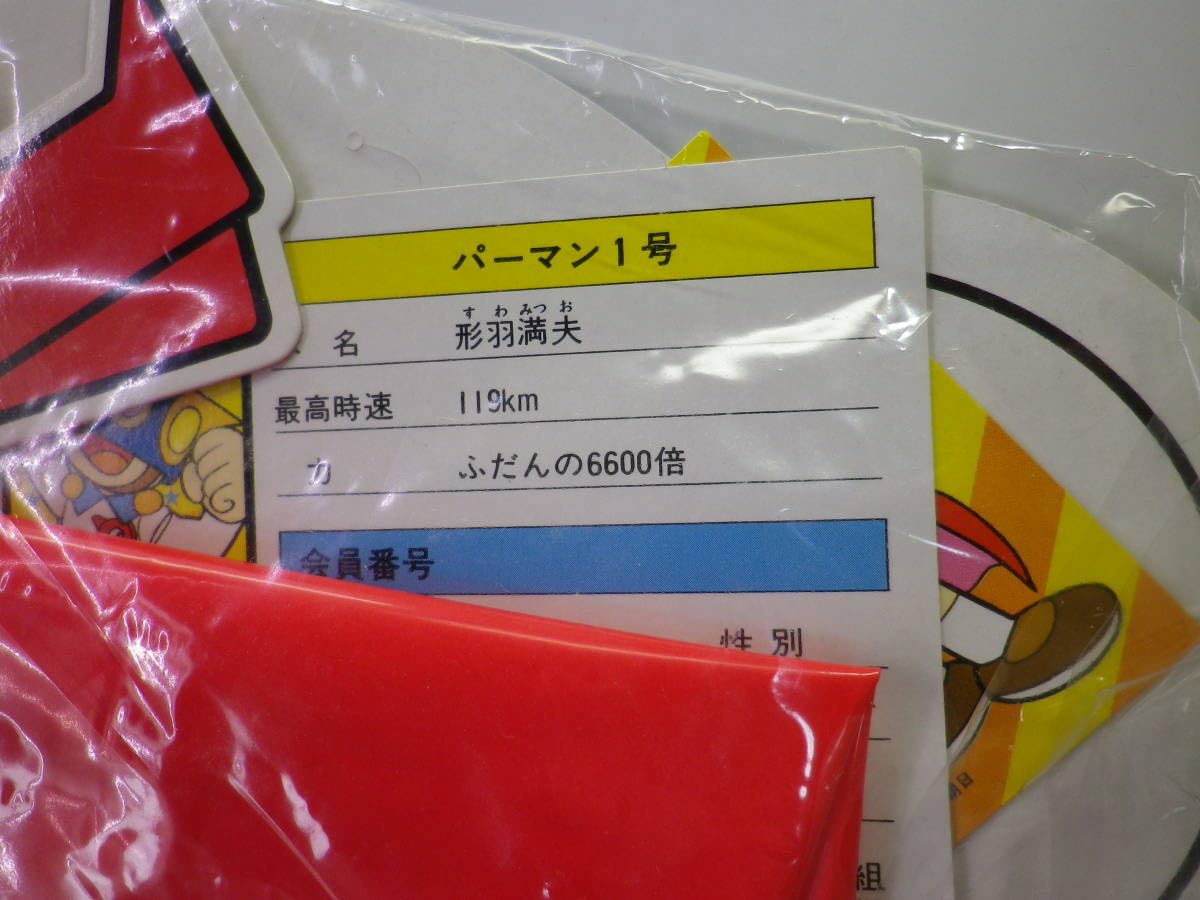 パーマン1号
すわみつお
名 形羽満夫
最高時速 119km
力 ふだんの6600倍
会員番号
性別
組